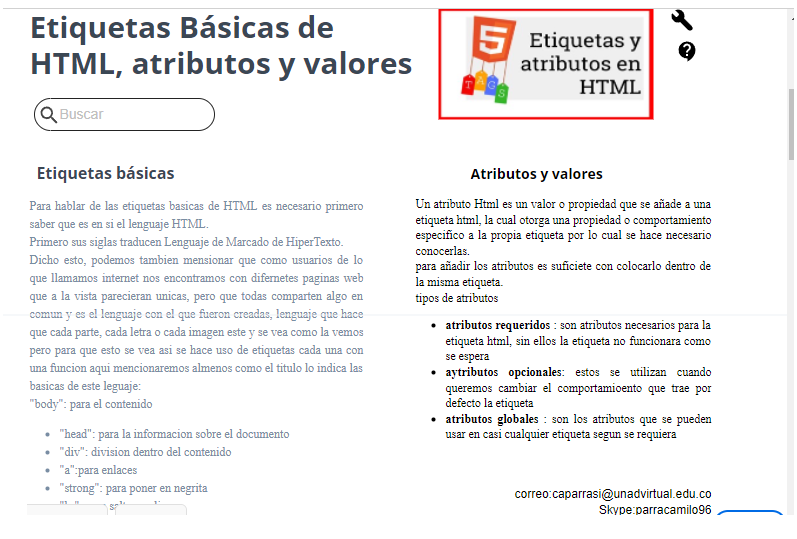 Etiquetas Básicas de
HTML, atributos y valores
Buscar
Etiquetas y
atributos en
HTML
TAGS
Etiquetas básicas
Para hablar de las etiquetas basicas de HTML es necesario primero
saber que es en si el lenguaje HTML.
Primero sus siglas traducen Lenguaje de Marcado de HiperTexto.
Dicho esto, podemos tambien mensionar que como usuarios de lo
que llamamos internet nos encontramos con difernetes paginas web
que a la vista parecieran unicas, pero que todas comparten algo en
comun y es el lenguaje con el que fueron creadas, lenguaje que hace
que cada parte, cada letra o cada imagen este y se vea como la vemos
pero para que esto se vea asi se hace uso de etiquetas cada una con
una funcion aqui mencionaremos almenos como el titulo lo indica las
basicas de este leguaje:
"body": para el contenido
"head": para la informacion sobre el documento
"div": division dentro del contenido
"a":para enlaces
"strong": para poner en negrita
Atributos y valores
Un atributo Html es un valor o propiedad que se añade a una
etiqueta html, la cual otorga una propiedad o comportamiento
especifico a la propia etiqueta por lo cual se hace necesario
conocerlas.
para añadir los atributos es suficiete con colocarlo dentro de
la misma etiqueta.
tipos de atributos
atributos requeridos : son atributos necesarios para la
etiqueta html, sin ellos la etiqueta no funcionara como
se espera
aytributos opcionales: estos se utilizan cuando
queremos cambiar el comportamioento que trae por
defecto la etiqueta
atributos globales : son los atributos que se pueden
usar en casi cualquier etiqueta segun se requiera
correo:caparrasi@unadvirtual.edu.co
Skype:parracamilo96